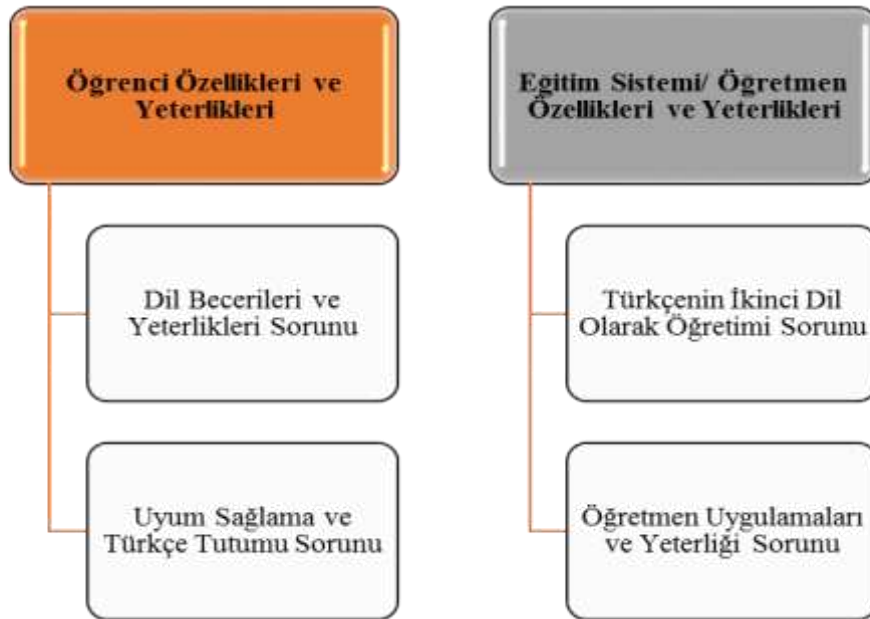 Öğrenci Özellikleri ve
Yeterlikleri
Dil Becerileri ve
Yeterlikleri Sorunu
Uyum Sağlama ve
Türkçe Tutumu Sorunu
Eğitim Sistemi/ Öğretmen
Özellikleri ve Yeterlikleri
Türkçenin İkinci Dil
Olarak Öğretimi Sorunu
Öğretmen Uygulamaları
ve Yeterliği Sorunu